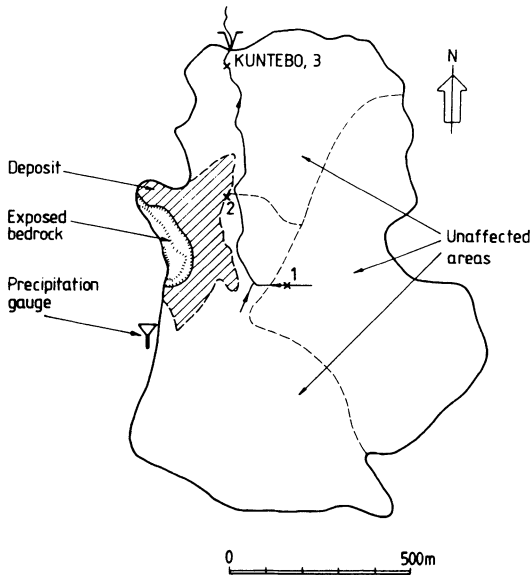 KUNTEBO, 3
N
Deposit
Exposed
bedrock
2
Unaffected
areas
Precipitation
gauge
1
0
500m